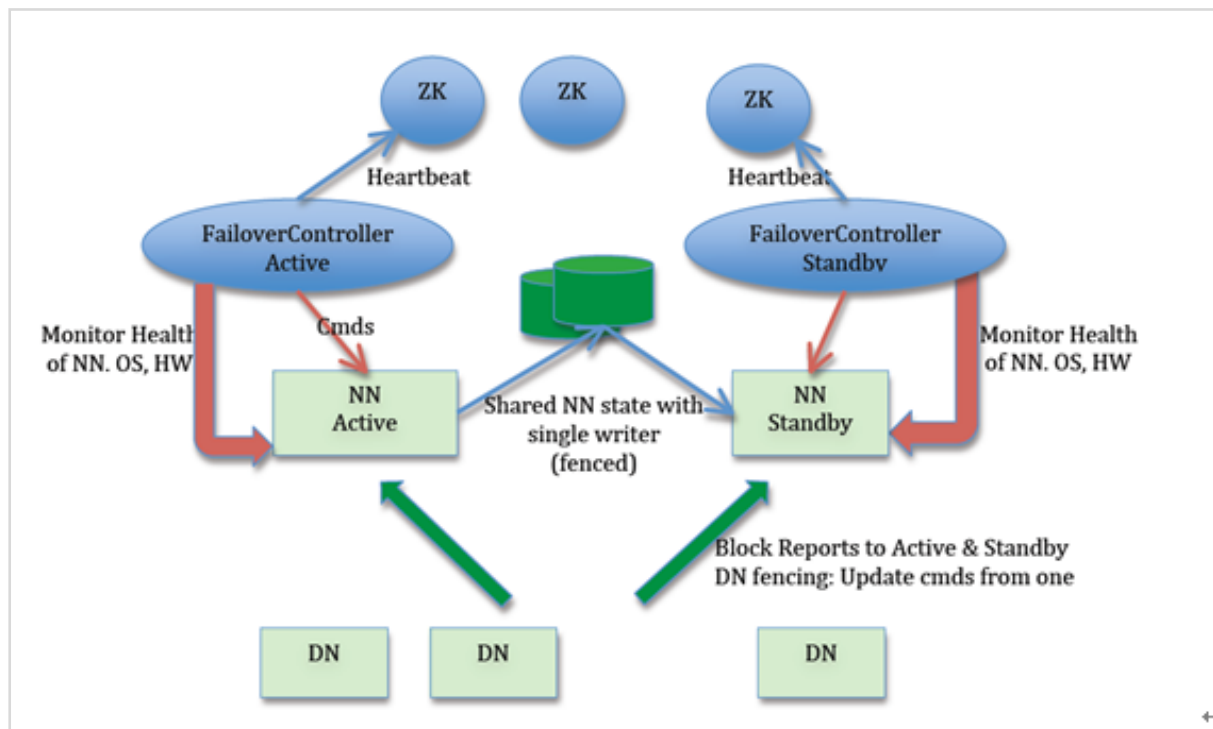 ZK
ZK
ZK
Heartbeat
Heartbeat
FailoverController
Active
FailoverController
Standbv
Cmds
Monitor Health
of NN. OS, HW
Monitor Health
of NN. OS, HW
NN
Active
NN
Standby
Shared NN state with
single writer
(fenced)
Block Reports to Active & Standby
DN fencing: Update cmds from one
DN
DN
DN